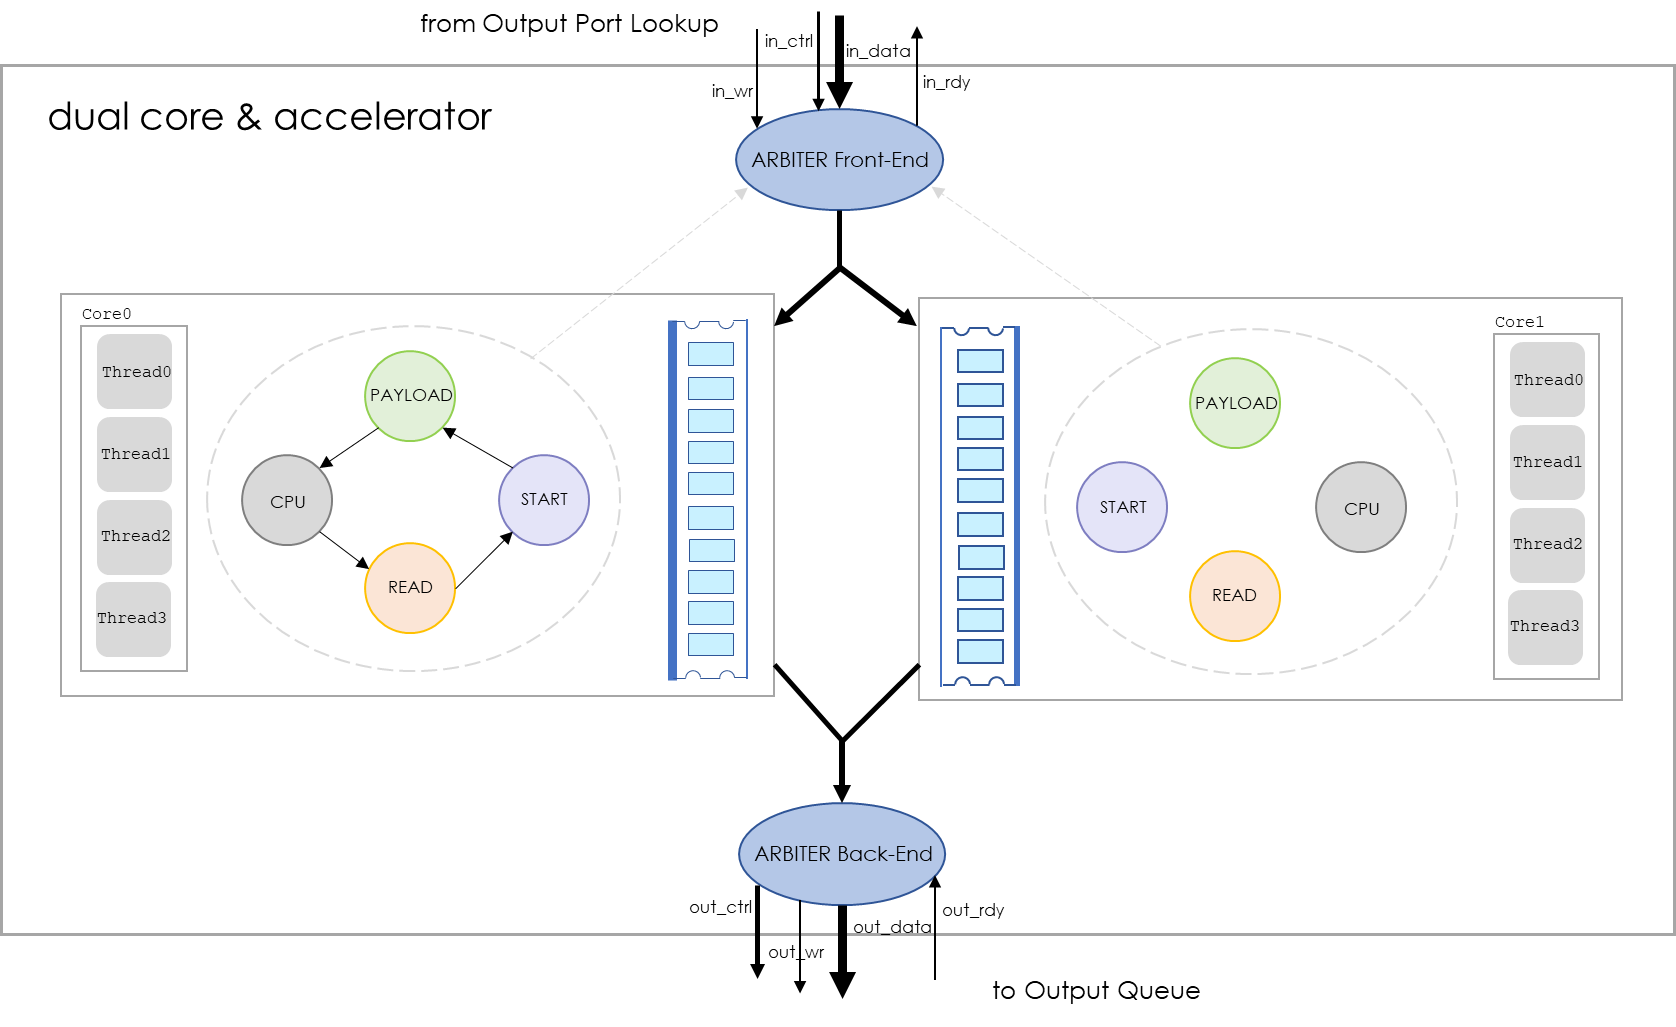 from Output Port Lookup
in_ctrl
in_data
in_wr
in_rdy
dual core & accelerator
ARBITER Front-End
Core0
Thread0
Thread1
Thread2
Thread3
PAYLOAD
CPU
START
READ
Core1
PAYLOAD
START
CPU
READ
Thread0
Thread1
Thread2
Thread3
ARBITER Back-End
out_ctrl
out_wr
out_data
out_rdy
to Output Queue